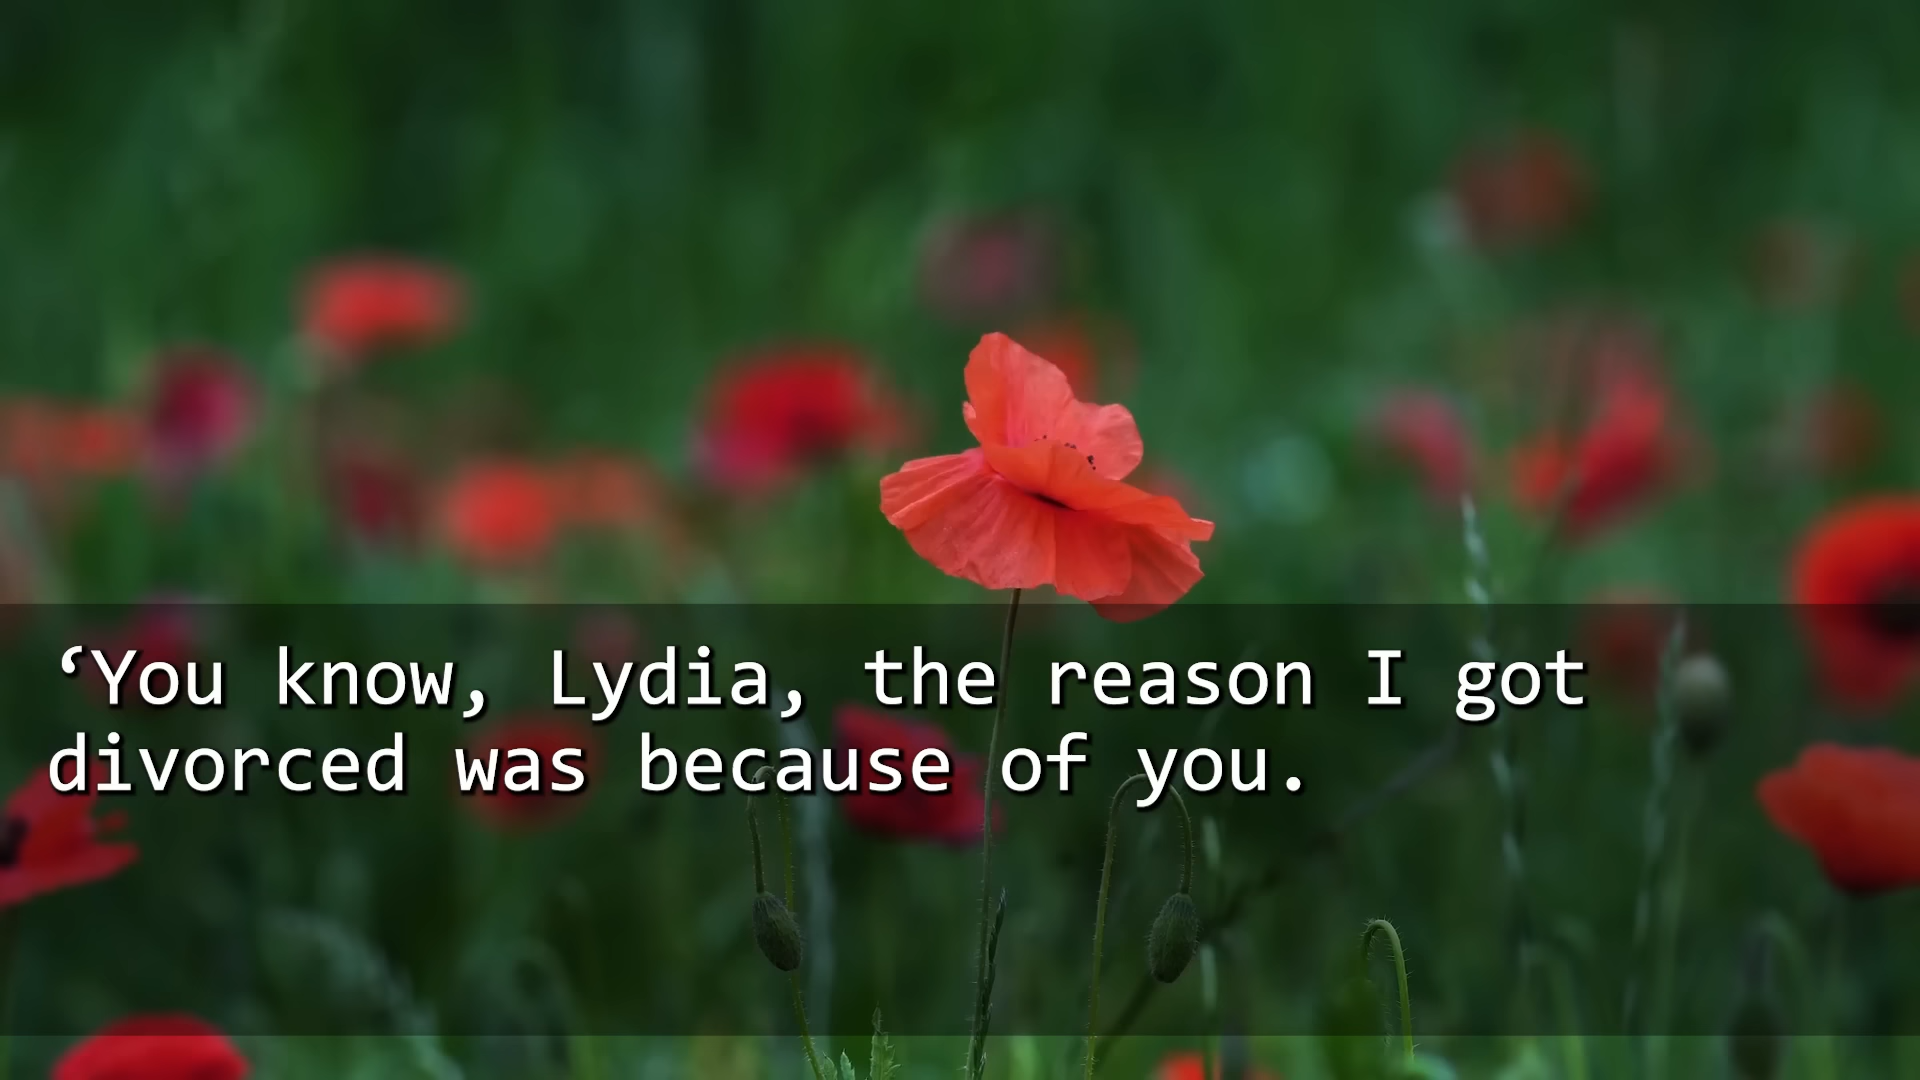 ‘You know, Lydia, the reason I got
divorced was because of you.